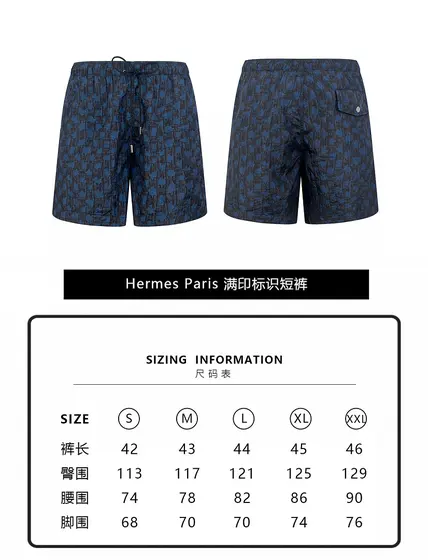 Hermes Paris 满印标识短裤
SIZING INFORMATION
尺码表
SIZE S M L XL XXL
裤长 42 43 44 45 46
臀围 113 117 121 125 129
腰围 74 78 82 86 90
脚围 68 70 70 74 76